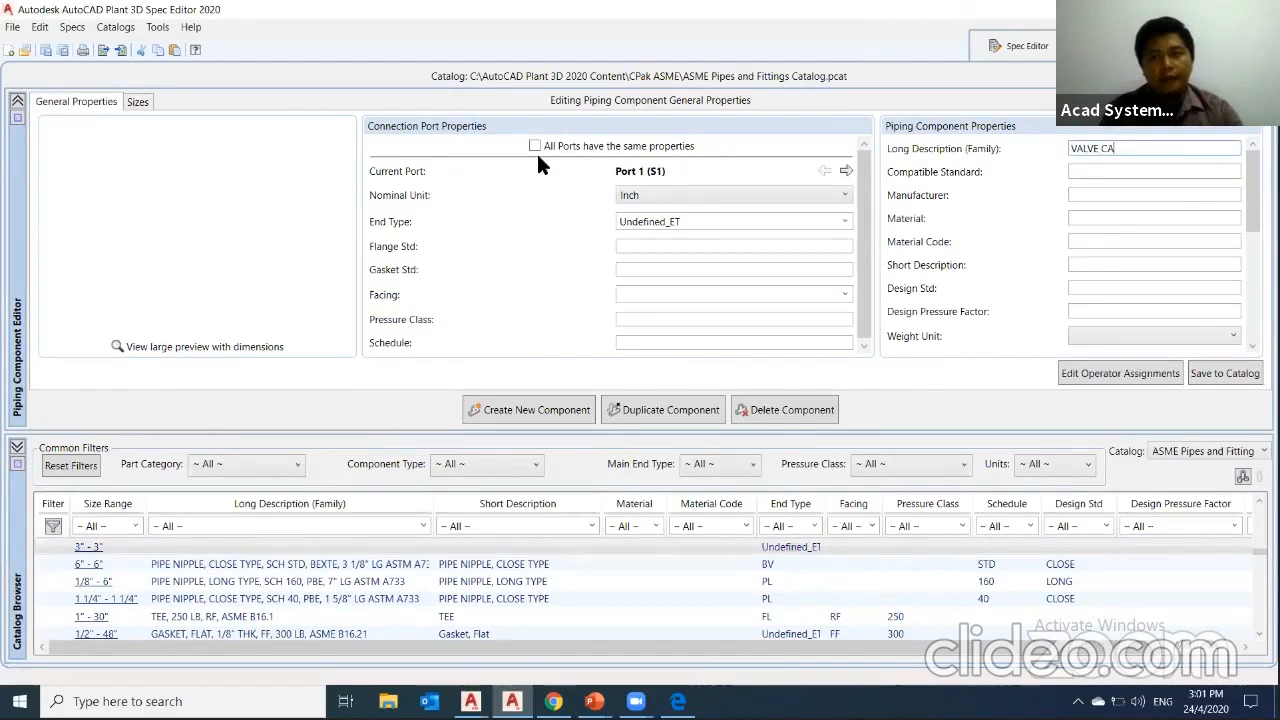 Autodesk AutoCAD Plant 3D Spec Editor 2020
File Edit Specs Catalogs Tools Help
Spec Editor
Catalog: C:\AutoCAD Plant 3D 2020 Content\CPak ASME\ASME Pipes and Fittings Catalog.pcat
General Properties Sizes Editing Piping Component General Properties
Acad System...
Connection Port Properties Piping Component Properties
Ports have the same properties Long Description (Family): VALVE CA
Current Port: Port 1 (S1) Compatible Standard:
Nominal Unit: Inch Manufacturer:
End Type: Undefined_ET Material:
Flange Std: Material Code:
Gasket Std: Short Description:
Facing: Design Std:
Pressure Class: Design Pressure Factor:
Schedule: Weight Unit:
View large preview with dimensions
Piping Component Editor
Edit Operator Assignments Save to Catalog
Create New Component Duplicate Component Delete Component
Common Filters Catalog: ASME Pipes and Fitting
Reset Filters Part Category: ~ All ~ Component Type: ~ All ~ Main End Type: ~ All ~ Pressure Class: ~ All ~ Units: ~ All ~
Catalog Browser
Filter Size Range Long Description (Family) Short Description Material Material Code End Type Facing Pressure Class Schedule Design Std Design Pressure Factor
~ All ~ ~ All ~ ~ All ~ ~ All ~ ~ All ~ ~ All ~ ~ All ~ ~ All ~ ~ All ~ ~ All ~ ~ All ~
3" - 3" Undefined_ET
6" - 6" PIPE NIPPLE, CLOSE TYPE, SCH STD, BEXTE, 3 1/8" LG ASTM A73 PIPE NIPPLE, CLOSE TYPE BV STD CLOSE
1/8" - 6" PIPE NIPPLE, LONG TYPE, SCH 160, PBE, 7" LG ASTM A733 PIPE NIPPLE, LONG TYPE PL 160 LONG
1 1/4" - 1 1/4" PIPE NIPPLE, CLOSE TYPE, SCH 40, PBE, 1 5/8" LG ASTM A733 PIPE NIPPLE, CLOSE TYPE PL 40 CLOSE
1" - 30" TEE, 250 LB, RF, ASME B16.1 TEE FL RF 250
1/2" - 48" GASKET, FLAT, 1/8" THK, FF, 300 LB, ASME B16.21 Gasket, Flat Undefined_ET FF 300
Activate Windows
clideo.com
Type here to search
ENG
3:01 PM
24/4/2020